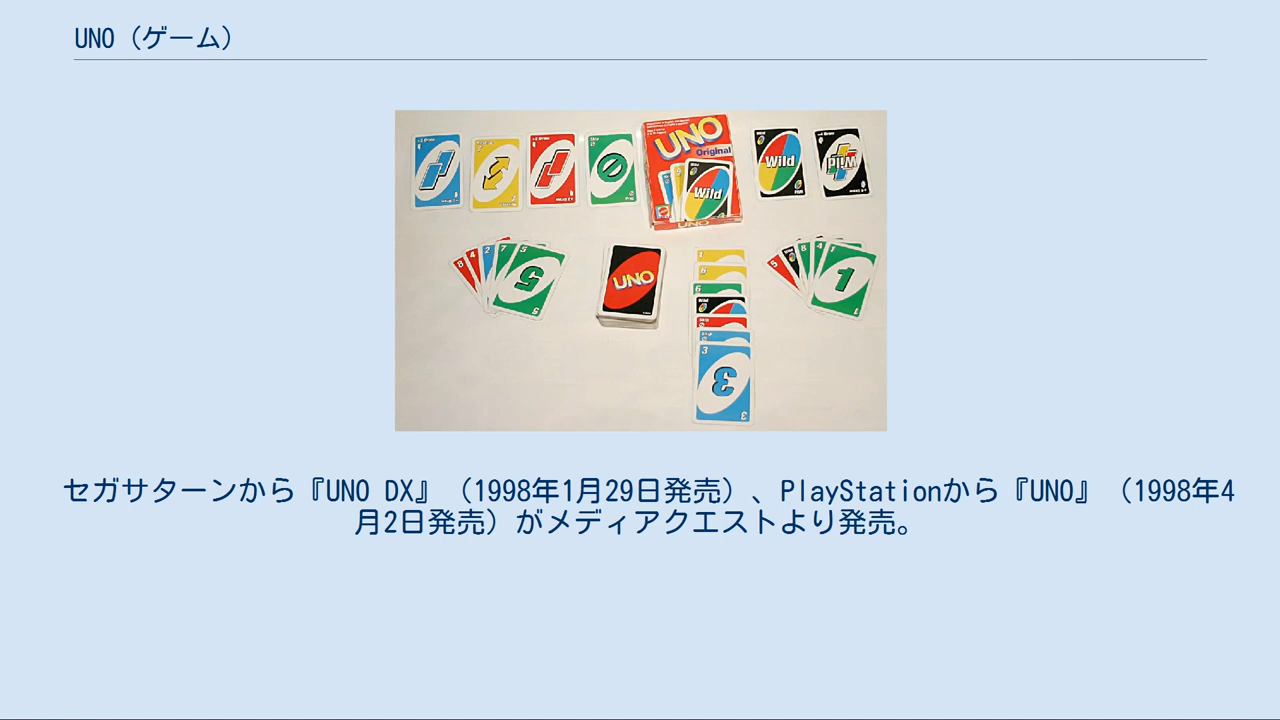 UNO（ゲーム）
UNO
Original
Wild
Wild
Wild
UNO
UNO
セガサターンから『UNO DX』（1998年1月29日発売）、PlayStationから『UNO』（1998年4
月2日発売）がメディアクエストより発売。